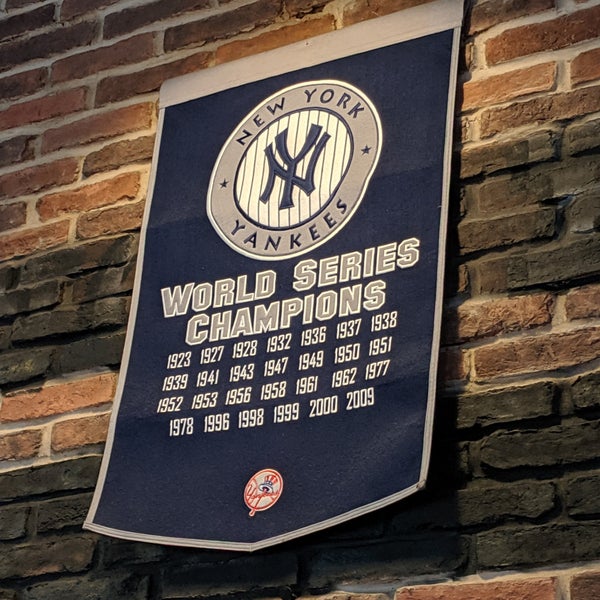 NEW YORK
NY
YANKEES
WORLD SERIES
CHAMPIONS
1923 1927 1928 1932 1936 1937 1938
1939 1941 1943 1947 1949 1950 1951
1952 1953 1956 1958 1961 1962 1977
1978 1996 1998 1999 2000 2009
Yankees